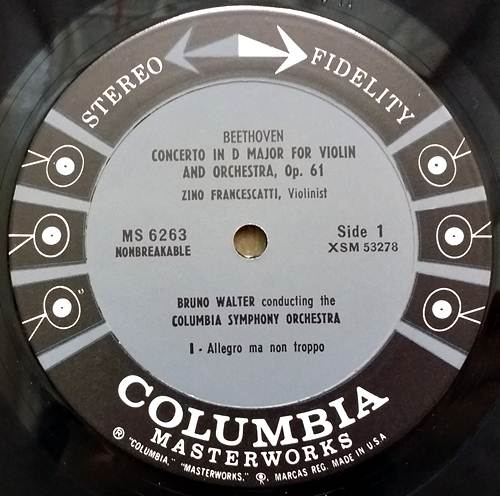 STEREO FIDELITY
BEETHOVEN
CONCERTO IN D MAJOR FOR VIOLIN
AND ORCHESTRA, Op. 61
ZINO FRANCESCATTI, Violinist
MS 6263
NONBREAKABLE
Side 1
XSM 53278
BRUNO WALTER conducting the
COLUMBIA SYMPHONY ORCHESTRA
I - Allegro ma non troppo
COLUMBIA
MASTERWORKS
® "COLUMBIA," "MASTERWORKS," ® MARCAS REG. MADE IN U.S.A